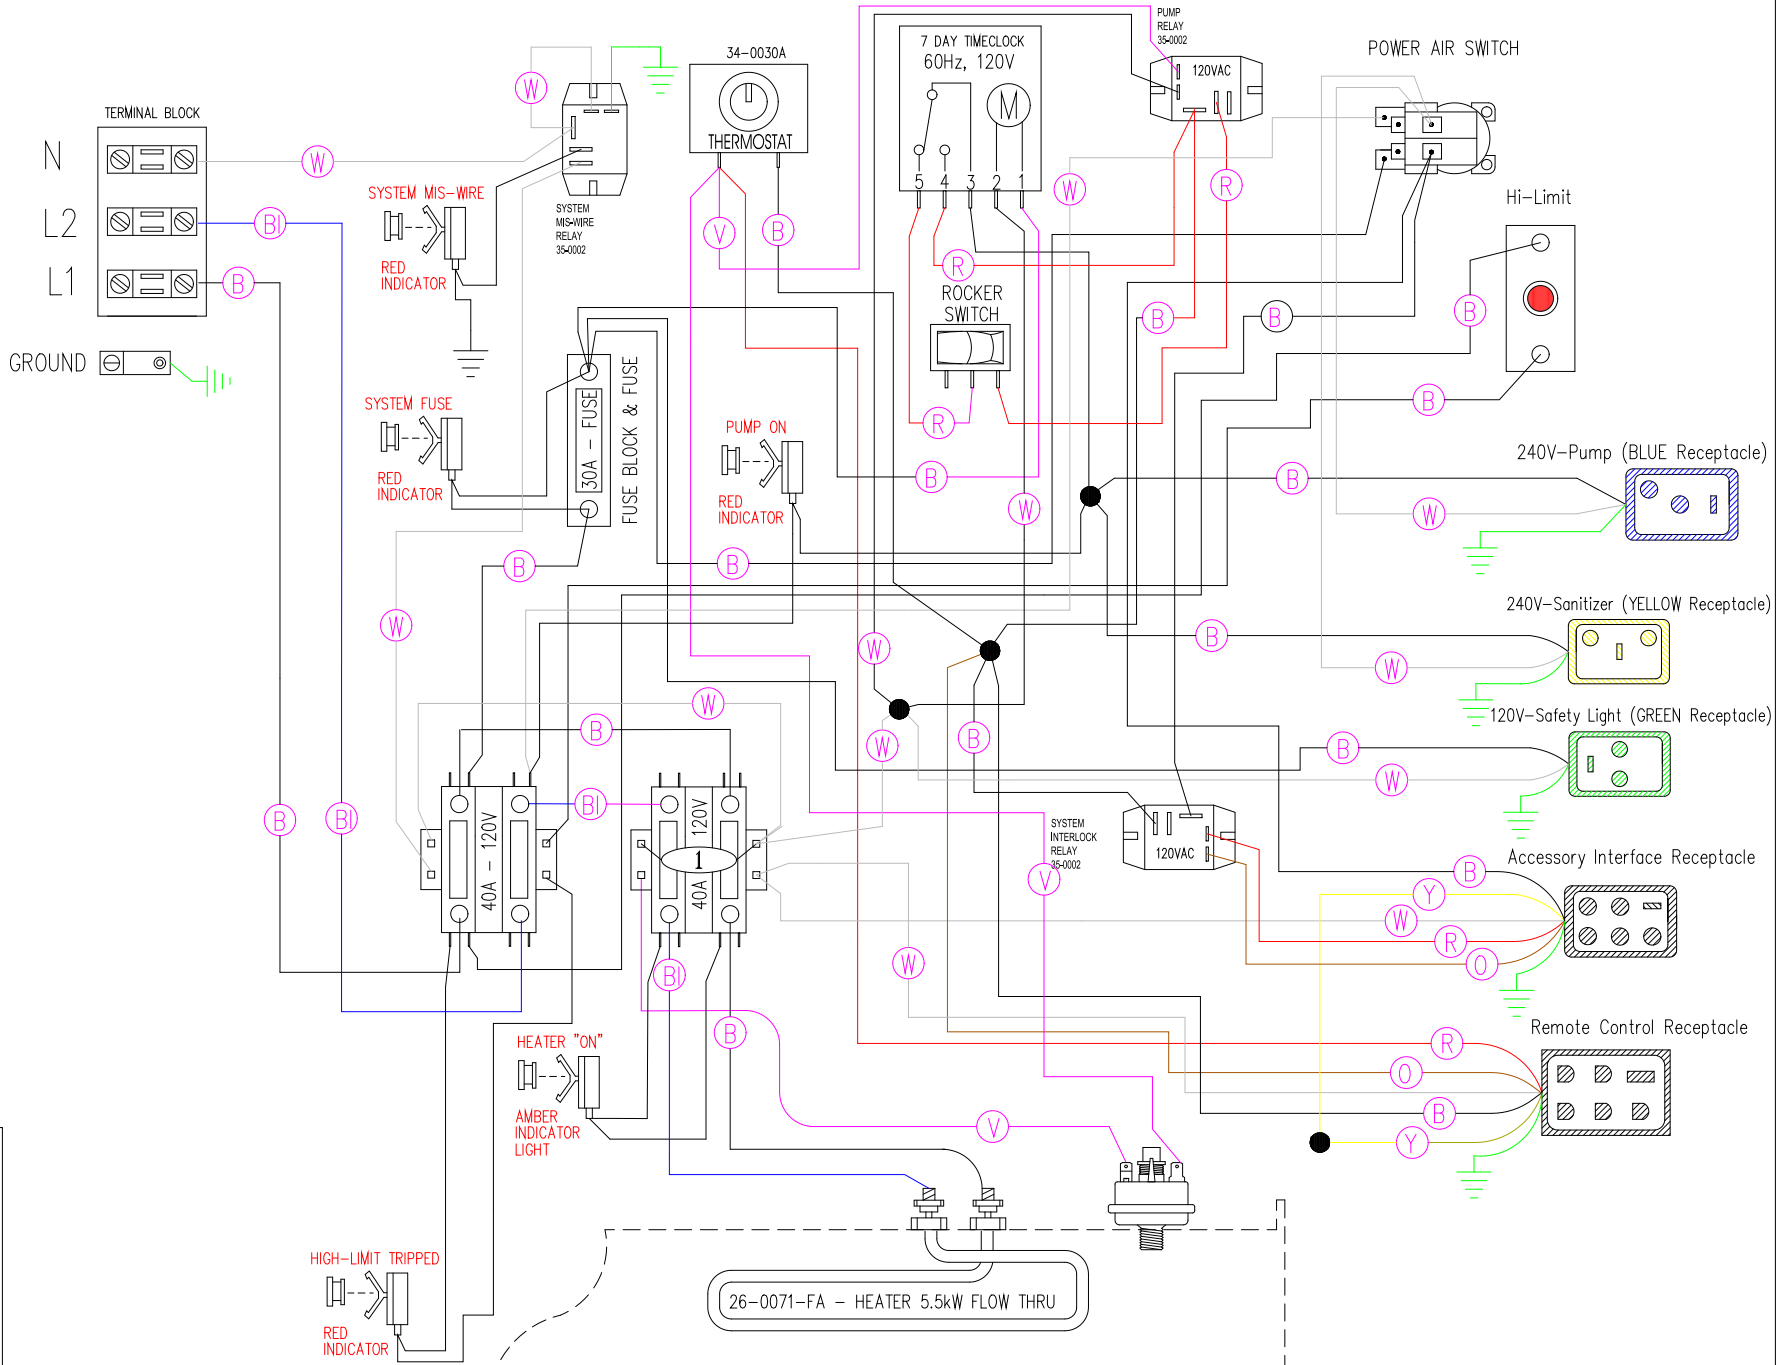 34-0030A
THERMOSTAT
7 DAY TIMECLOCK
60Hz, 120V
M
5 4 3 2 1
PUMP
RELAY
35-0002
120VAC
POWER AIR SWITCH
TERMINAL BLOCK
N
L2
L1
GROUND
W
W
BI
B
SYSTEM MIS-WIRE
RED
INDICATOR
SYSTEM
MIS-WIRE
RELAY
35-0002
V
B
R
ROCKER
SWITCH
R
W
R
B
B
Hi-Limit
B
B
SYSTEM FUSE
RED
INDICATOR
30A - FUSE
FUSE BLOCK & FUSE
PUMP ON
RED
INDICATOR
B
W
B
B
W
240V-Pump (BLUE Receptacle)
B
W
240V-Sanitizer (YELLOW Receptacle)
B
W
120V-Safety Light (GREEN Receptacle)
B
W
W
W
B
W
B
B
BI
BI
40A - 120V
40A 120V
1
SYSTEM
INTERLOCK
RELAY
35-0002
120VAC
V
Accessory Interface Receptacle
B
Y
W
R
O
W
BI
B
Remote Control Receptacle
R
O
B
Y
HEATER "ON"
AMBER
INDICATOR
LIGHT
V
HIGH-LIMIT TRIPPED
RED
INDICATOR
26-0071-FA - HEATER 5.5kW FLOW THRU